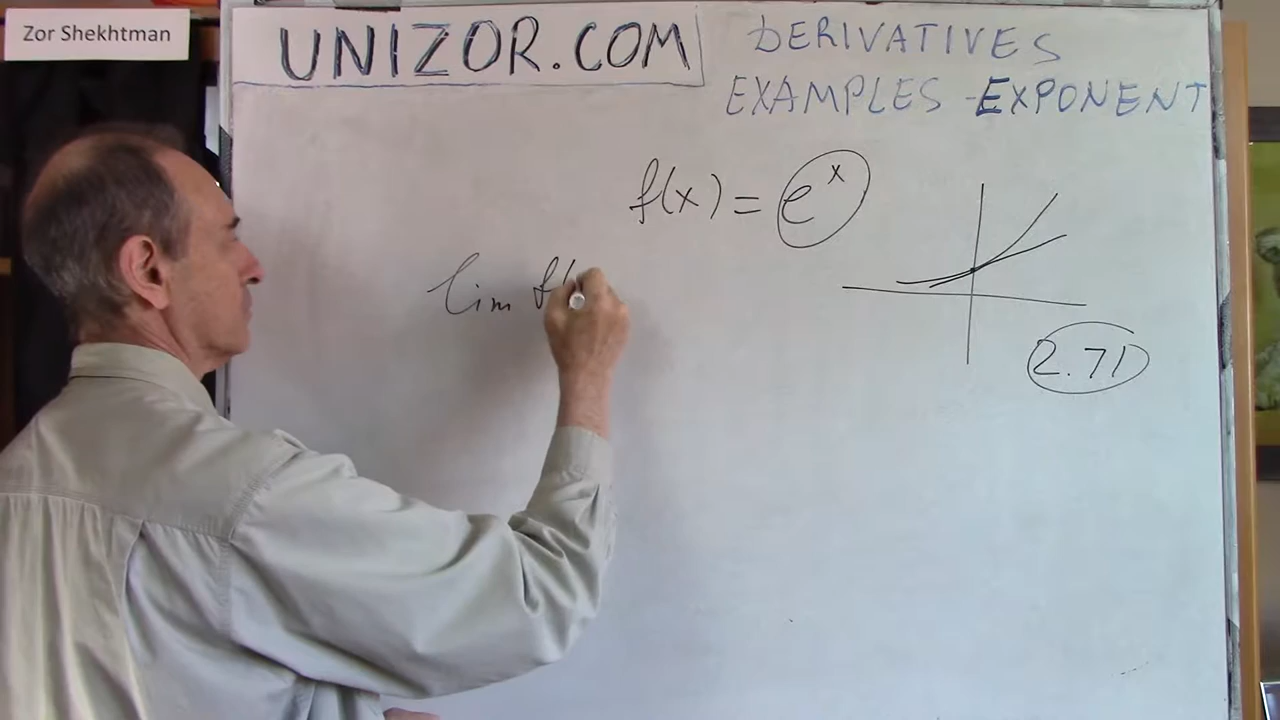 Zor Shekhtman
UNIZOR.COM
DERIVATIVES
EXAMPLES - EXPONENT
f(x) = e^x
lim f(
2.71